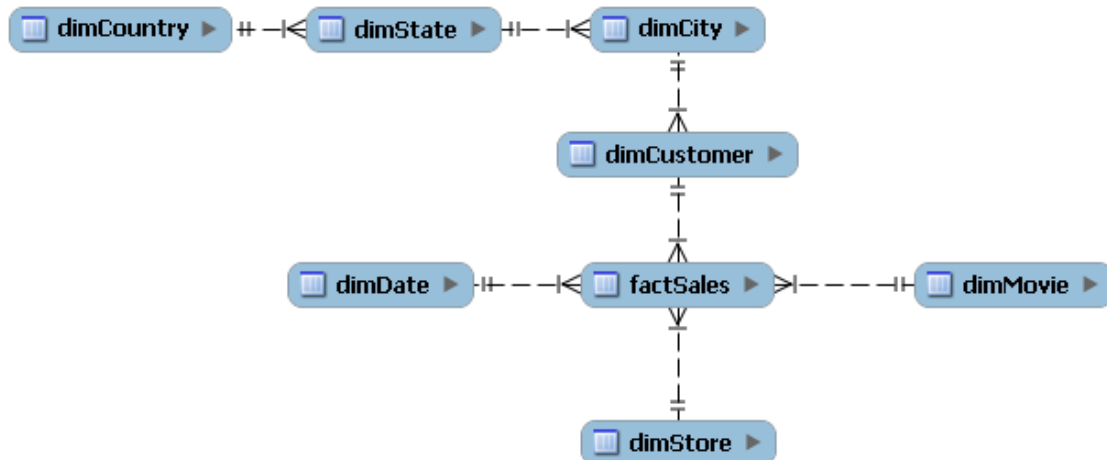 dimCountry
dimState
dimCity
dimCustomer
dimDate
factSales
dimMovie
dimStore